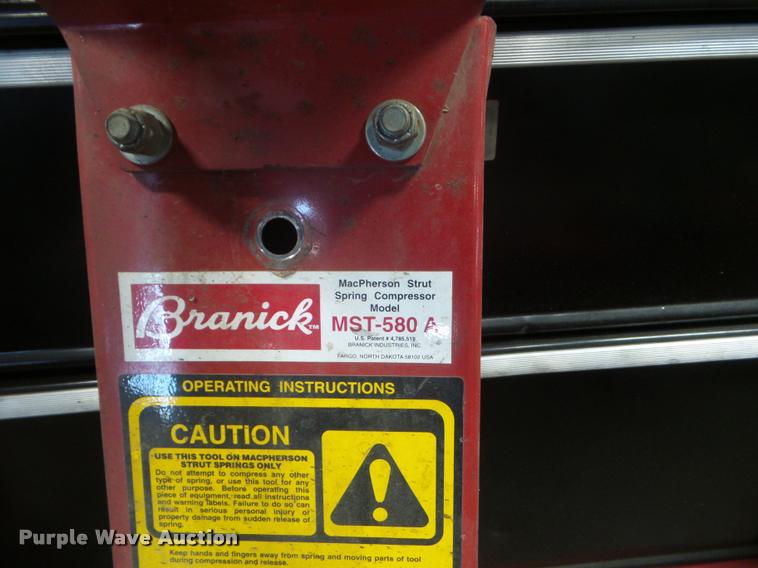 Branick TM
MacPherson Strut
Spring Compressor
Model
MST-580 A
U.S. Patent # 4,785,519
BRANICK INDUSTRIES, INC.
FARGO, NORTH DAKOTA 58102 USA
OPERATING INSTRUCTIONS
CAUTION
USE THIS TOOL ON MACPHERSON
STRUT SPRINGS ONLY
Do not attempt to compress any other
type of spring, or use this tool for any
other purpose. Before operating this
piece of equipment, read all instructions
and warning labels. Failure to do so can
result in serious personal injury or
property damage from sudden release of
spring.
Keep hands and fingers away from spring and moving parts of tool
during compression and release.
Purple Wave Auction